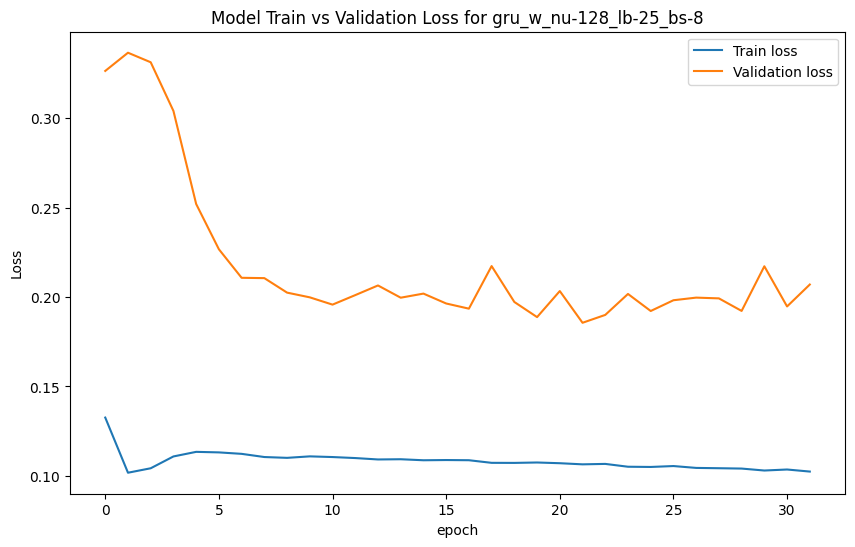 Model Train vs Validation Loss for gru_w_nu-128_lb-25_bs-8
Train loss
Validation loss
Loss
0.30
0.25
0.20
0.15
0.10
0
5
10
15
20
25
30
epoch